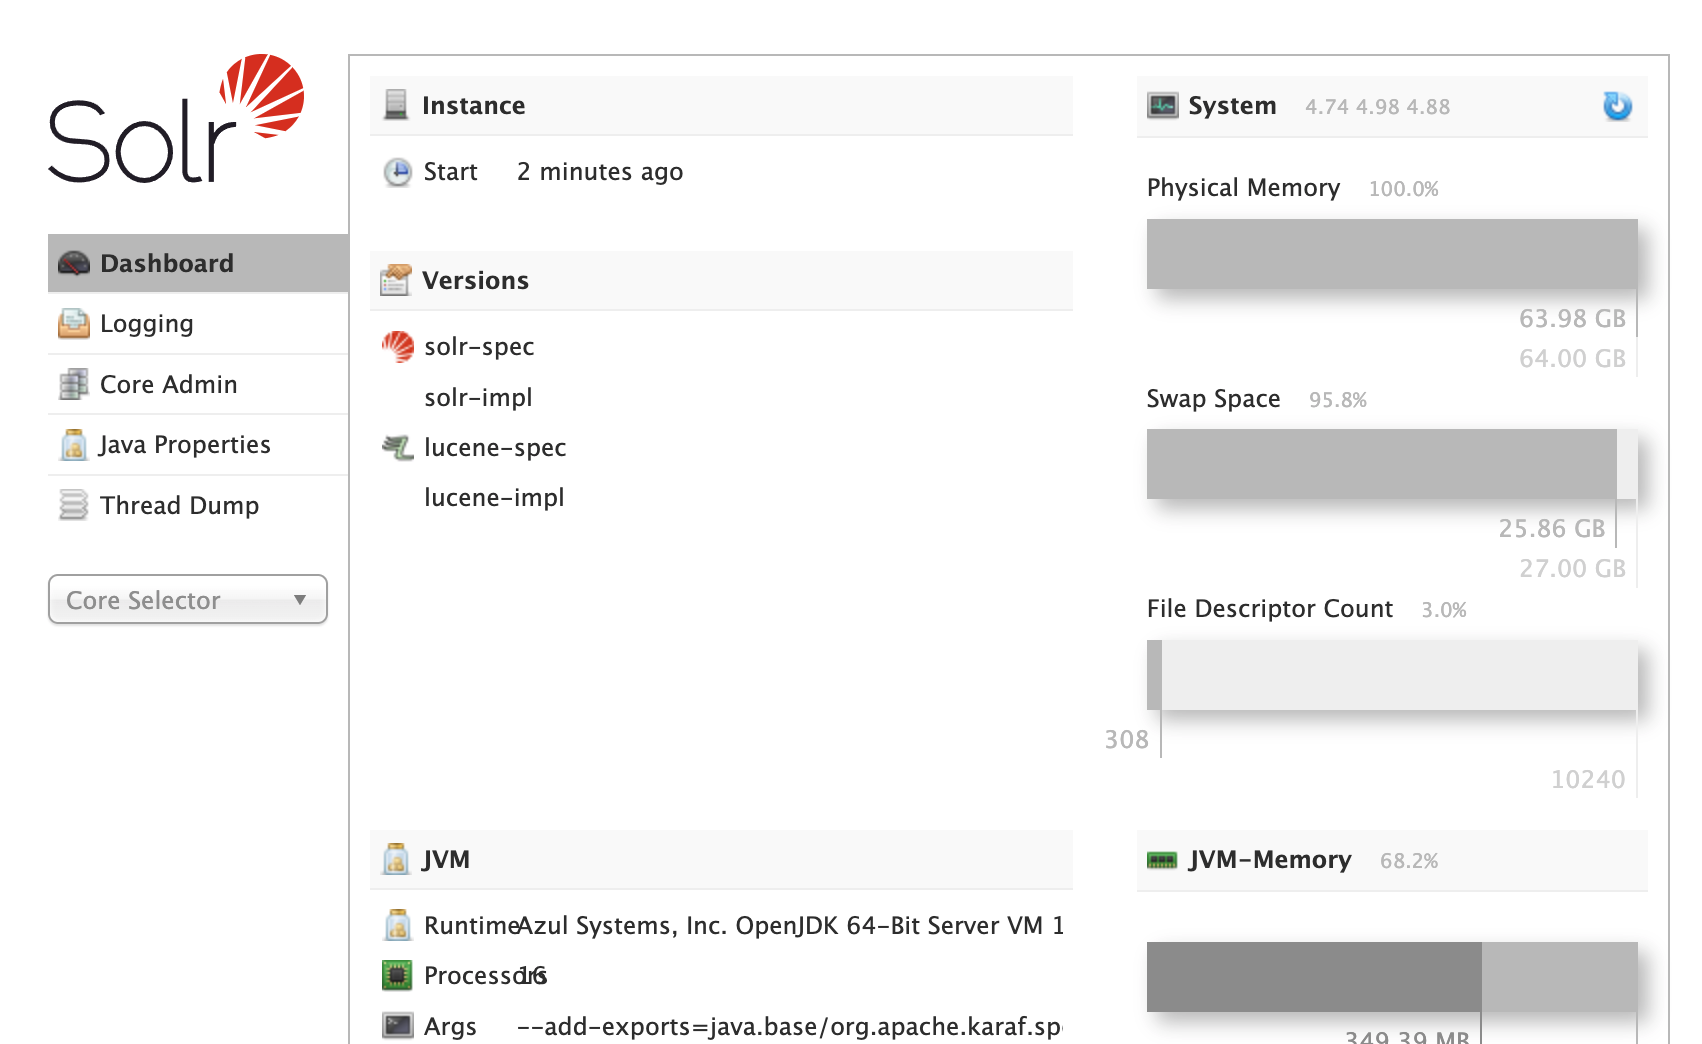 Solr
Dashboard
Logging
Core Admin
Java Properties
Thread Dump
Core Selector
Instance
Start 2 minutes ago
Versions
solr-spec
solr-impl
lucene-spec
lucene-impl
JVM
Runtime Azul Systems, Inc. OpenJDK 64-Bit Server VM 1
Processors 16
Args --add-exports=java.base/org.apache.karaf.sp
System 4.74 4.98 4.88
Physical Memory 100.0%
63.98 GB
64.00 GB
Swap Space 95.8%
25.86 GB
27.00 GB
File Descriptor Count 3.0%
308
10240
JVM-Memory 68.2%
349.39 MB